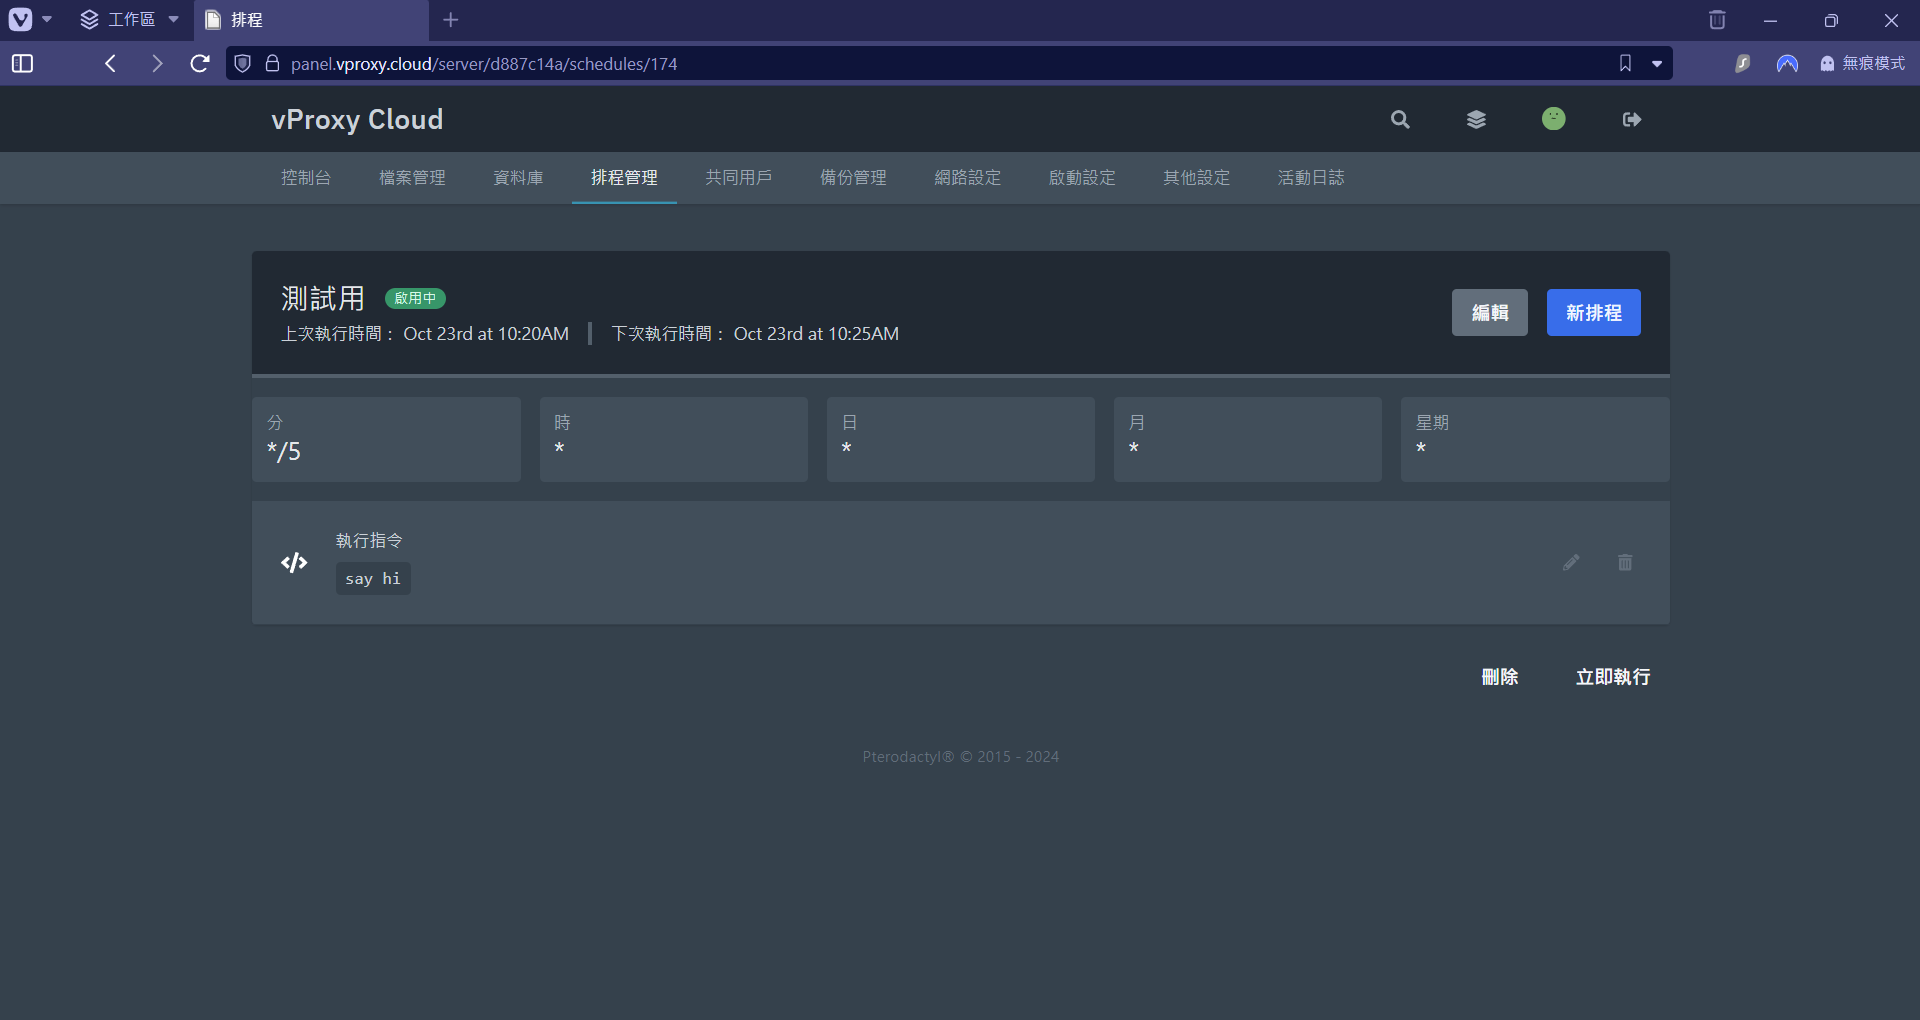 工作區
排程
panel.vproxy.cloud/server/d887c14a/schedules/174
無痕模式
vProxy Cloud
控制台
檔案管理
資料庫
排程管理
共同用戶
備份管理
網路設定
啟動設定
其他設定
活動日誌
測試用
啟用中
上次執行時間： Oct 23rd at 10:20AM
下次執行時間： Oct 23rd at 10:25AM
編輯
新排程
分
*/5
時
*
日
*
月
*
星期
*
執行指令
say hi
刪除
立即執行
Pterodactyl® © 2015 - 2024